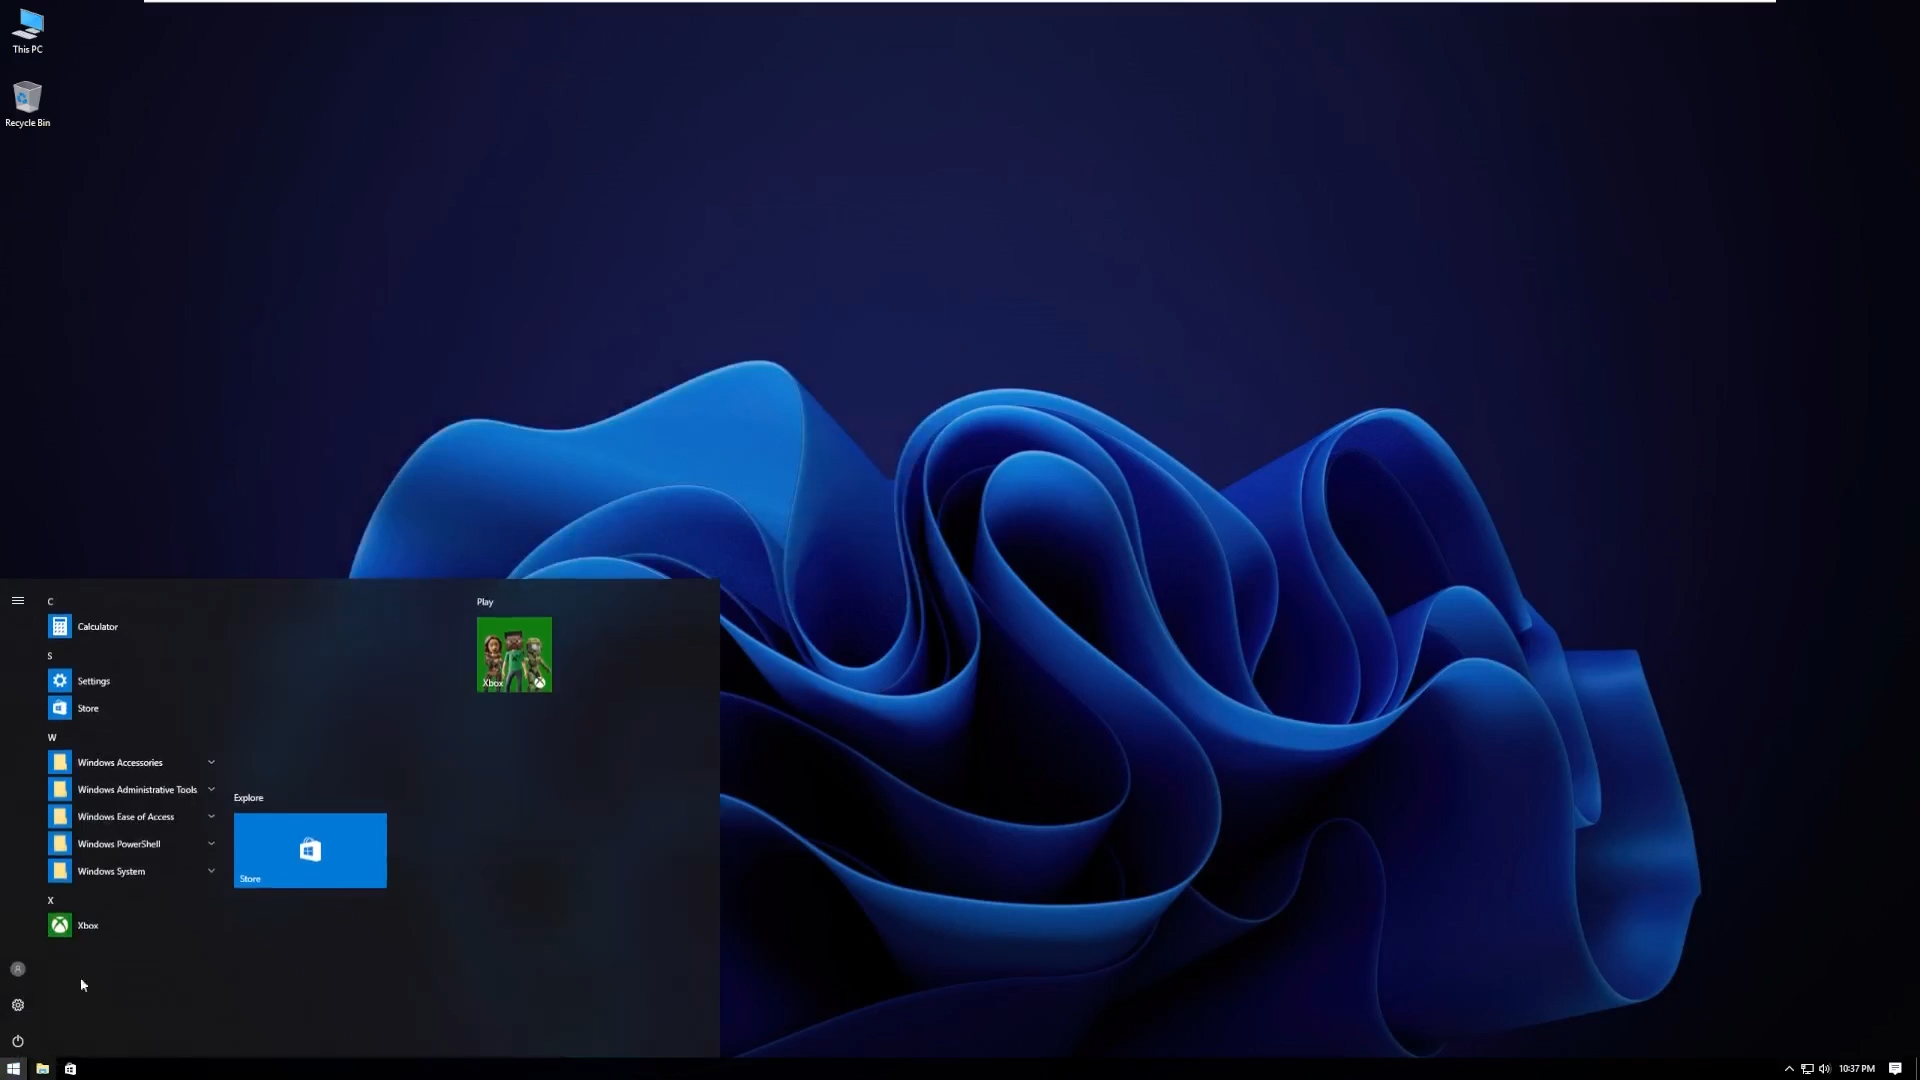 This PC
Recycle Bin
C
Calculator
S
Settings
Store
W
Windows Accessories
Windows Administrative Tools
Windows Ease of Access
Windows PowerShell
Windows System
X
Xbox
Explore
Store
Play
Xbox
10:37 PM